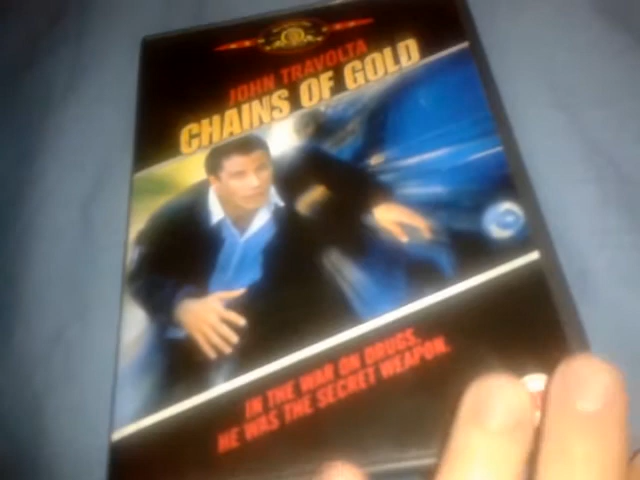 JOHN TRAVOLTA
CHAINS OF GOLD
IN THE WAR ON DRUGS,
HE WAS THE SECRET WEAPON.